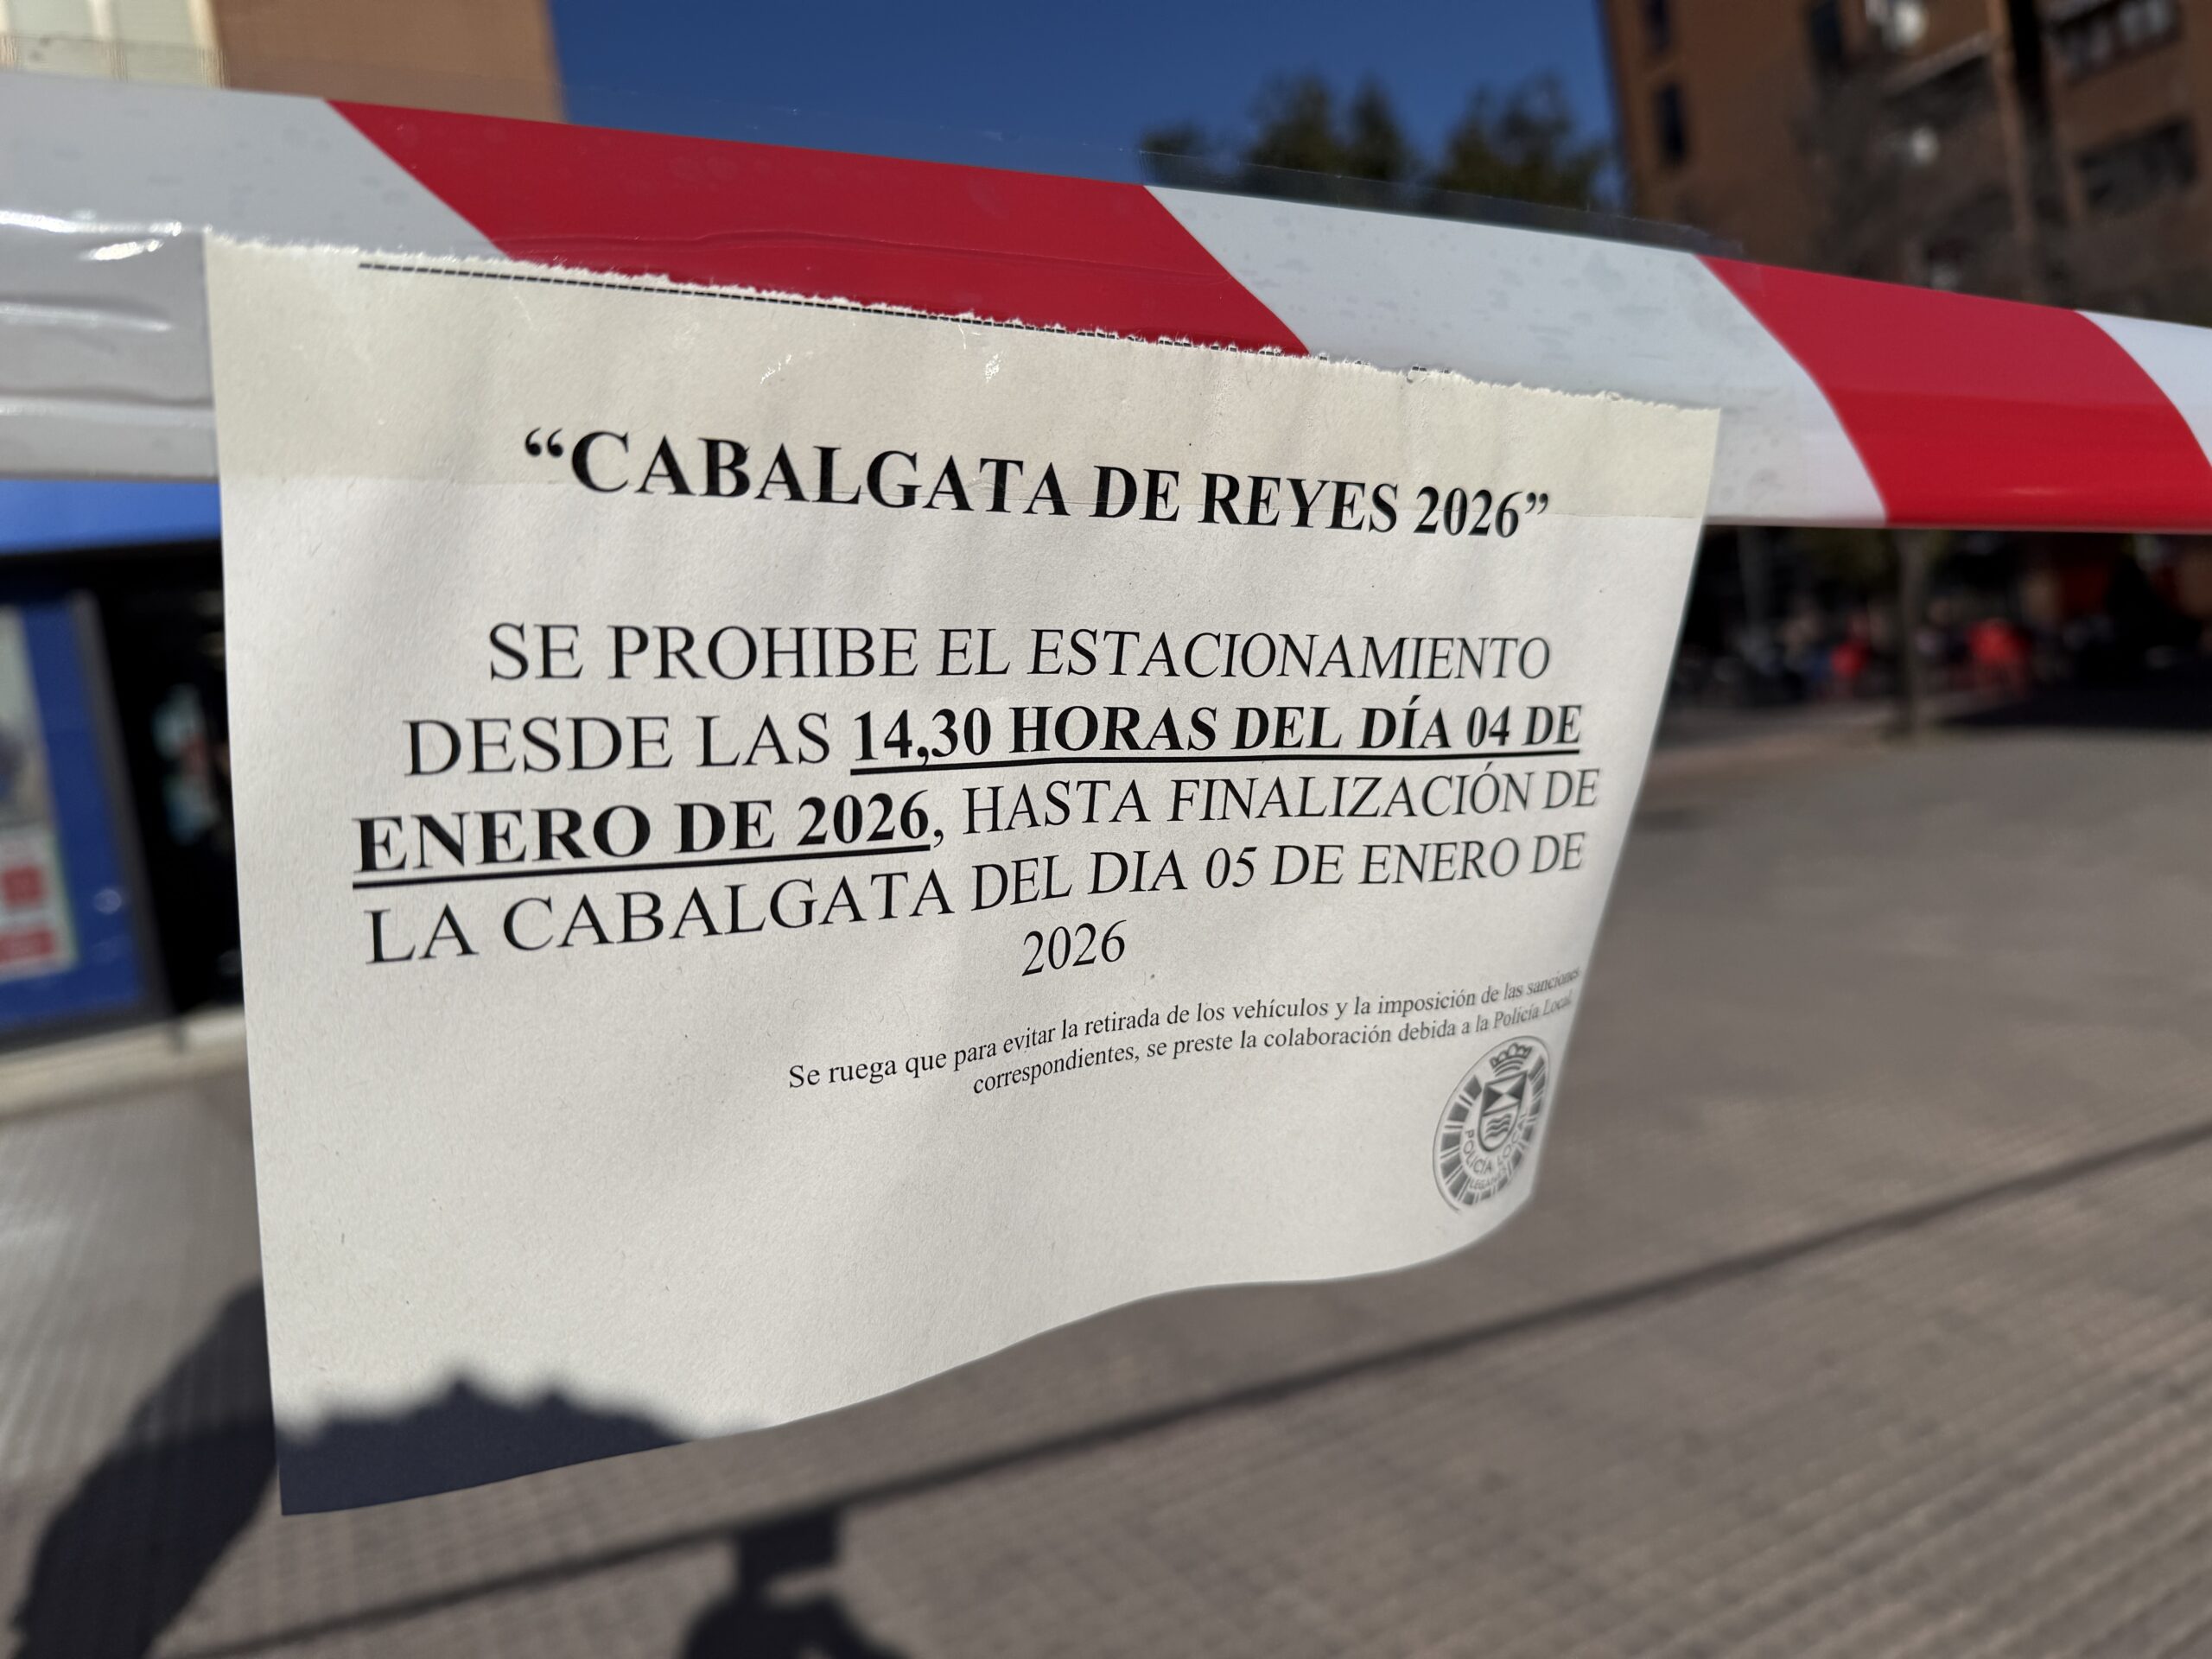 “CABALGATA DE REYES 2026”
SE PROHIBE EL ESTACIONAMIENTO
DESDE LAS 14,30 HORAS DEL DÍA 04 DE
ENERO DE 2026, HASTA FINALIZACIÓN DE
LA CABALGATA DEL DIA 05 DE ENERO DE
2026
Se ruega que para evitar la retirada de los vehículos y la imposición de las sanciones
correspondientes, se preste la colaboración debida a la Policía Local
POLICÍA LOCAL
LEGANÉS